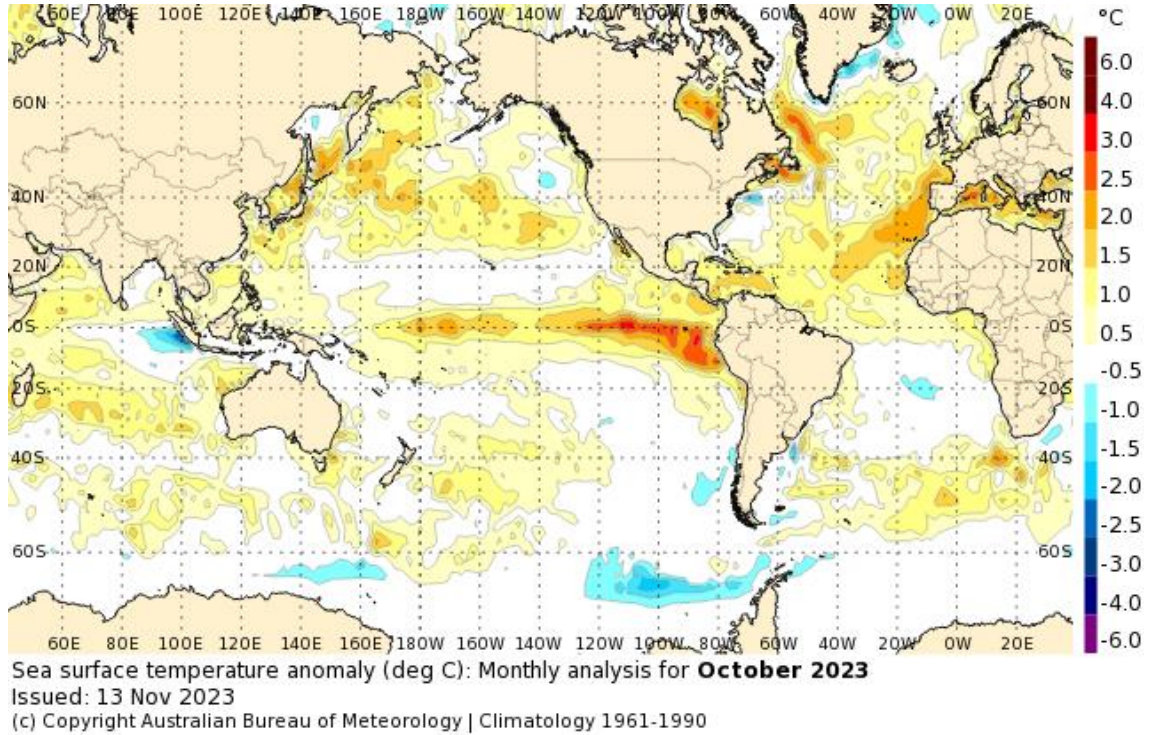 60E 80E 100E 120E 140E 160E 180W 160W 140W 120W 100W 80W 60W 40W 20W 0W 20E
°C
6.0
4.0
60N 60N
3.0
2.5
40N 40N
2.0
1.5
20N 20N
1.0
0S 0S
0.5
-0.5
20S 20S
-1.0
-1.5
40S 40S
-2.0
-2.5
60S 60S
-3.0
-4.0
60E 80E 100E 120E 140E 160E 180W 160W 140W 120W 100W 80W 60W 40W 20W 0W 20E
-6.0
Sea surface temperature anomaly (deg C): Monthly analysis for October 2023
Issued: 13 Nov 2023
(c) Copyright Australian Bureau of Meteorology | Climatology 1961-1990